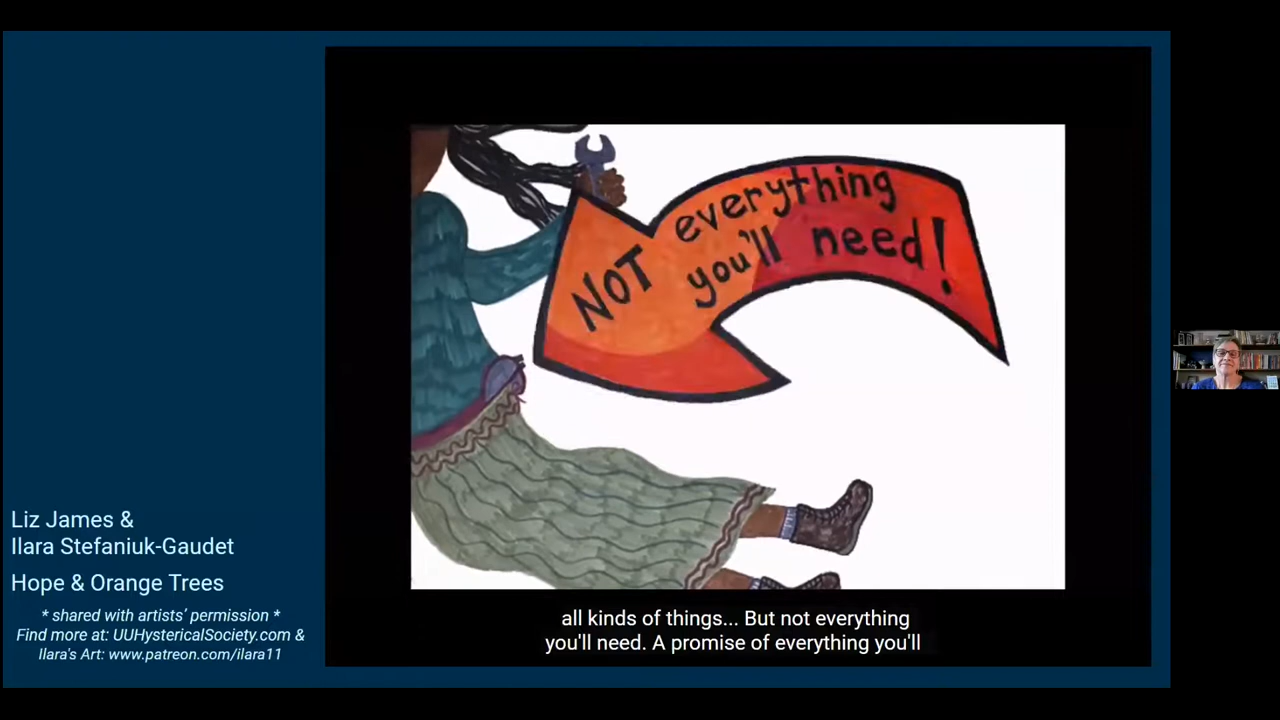 NOT everything
you'll need!
Liz James &
Ilara Stefaniuk-Gaudet
Hope & Orange Trees
* shared with artists' permission *
Find more at: UUHystericalSociety.com &
Ilara's Art: www.patreon.com/ilara11
all kinds of things... But not everything
you'll need. A promise of everything you'll